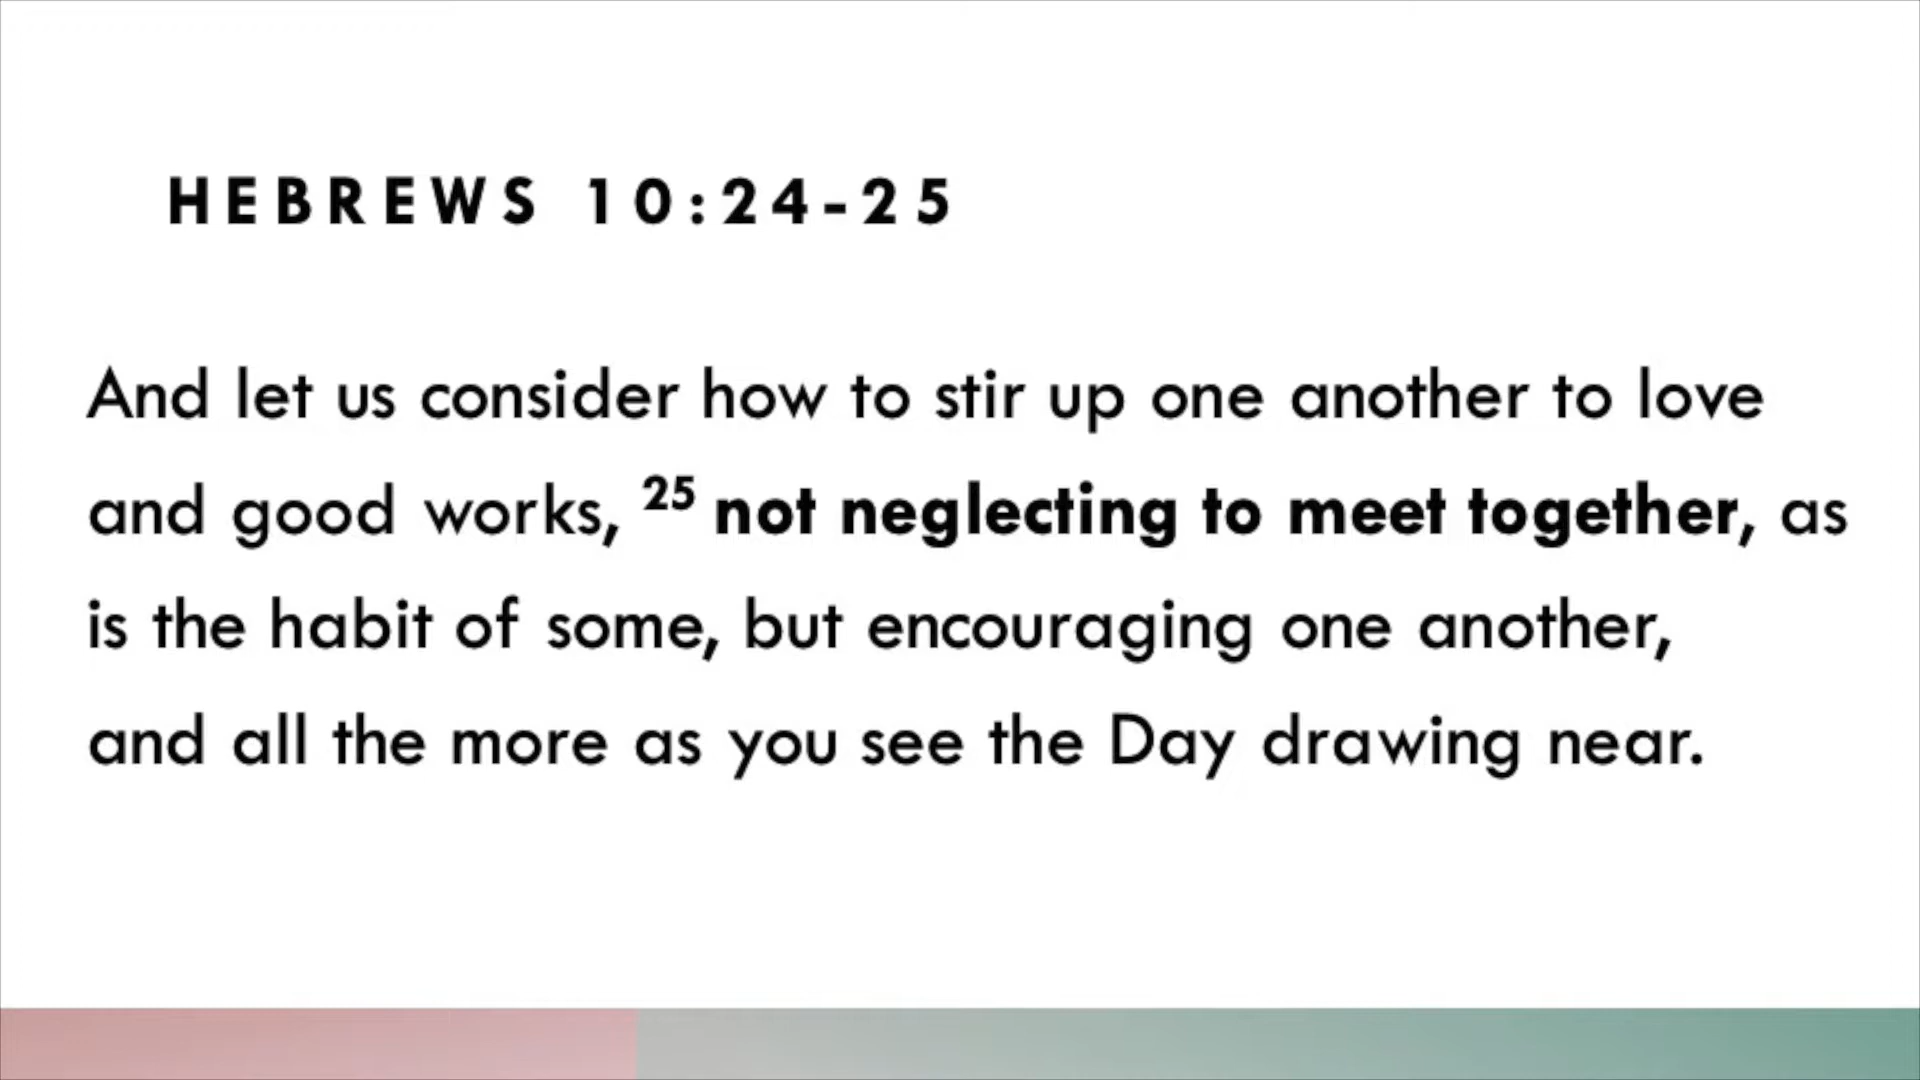 HEBREWS 10:24-25
And let us consider how to stir up one another to love
and good works, 25 not neglecting to meet together, as
is the habit of some, but encouraging one another,
and all the more as you see the Day drawing near.